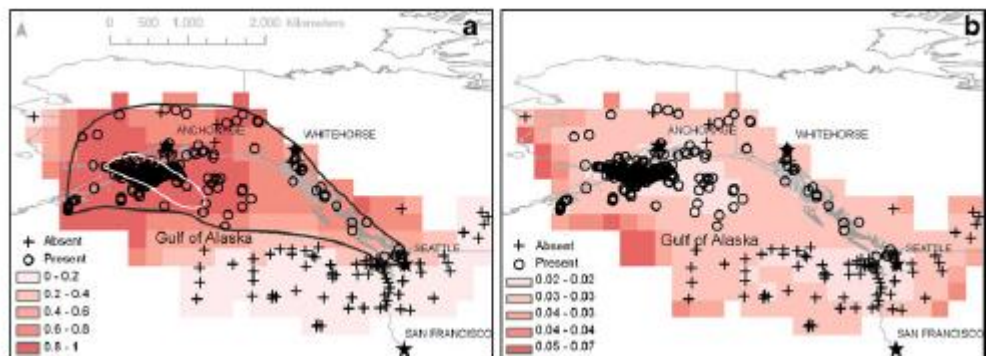 0 500 1,000 2,000 Kilometers
a
ANCHORAGE
WHITEHORSE
Gulf of Alaska
SEATTLE
SAN FRANCISCO
Absent
Present
0 - 0.2
0.2 - 0.4
0.4 - 0.6
0.6 - 0.8
0.8 - 1
b
ANCHORAGE
WHITEHORSE
Gulf of Alaska
SEATTLE
SAN FRANCISCO
Absent
Present
0.02 - 0.02
0.03 - 0.03
0.04 - 0.03
0.04 - 0.04
0.05 - 0.07